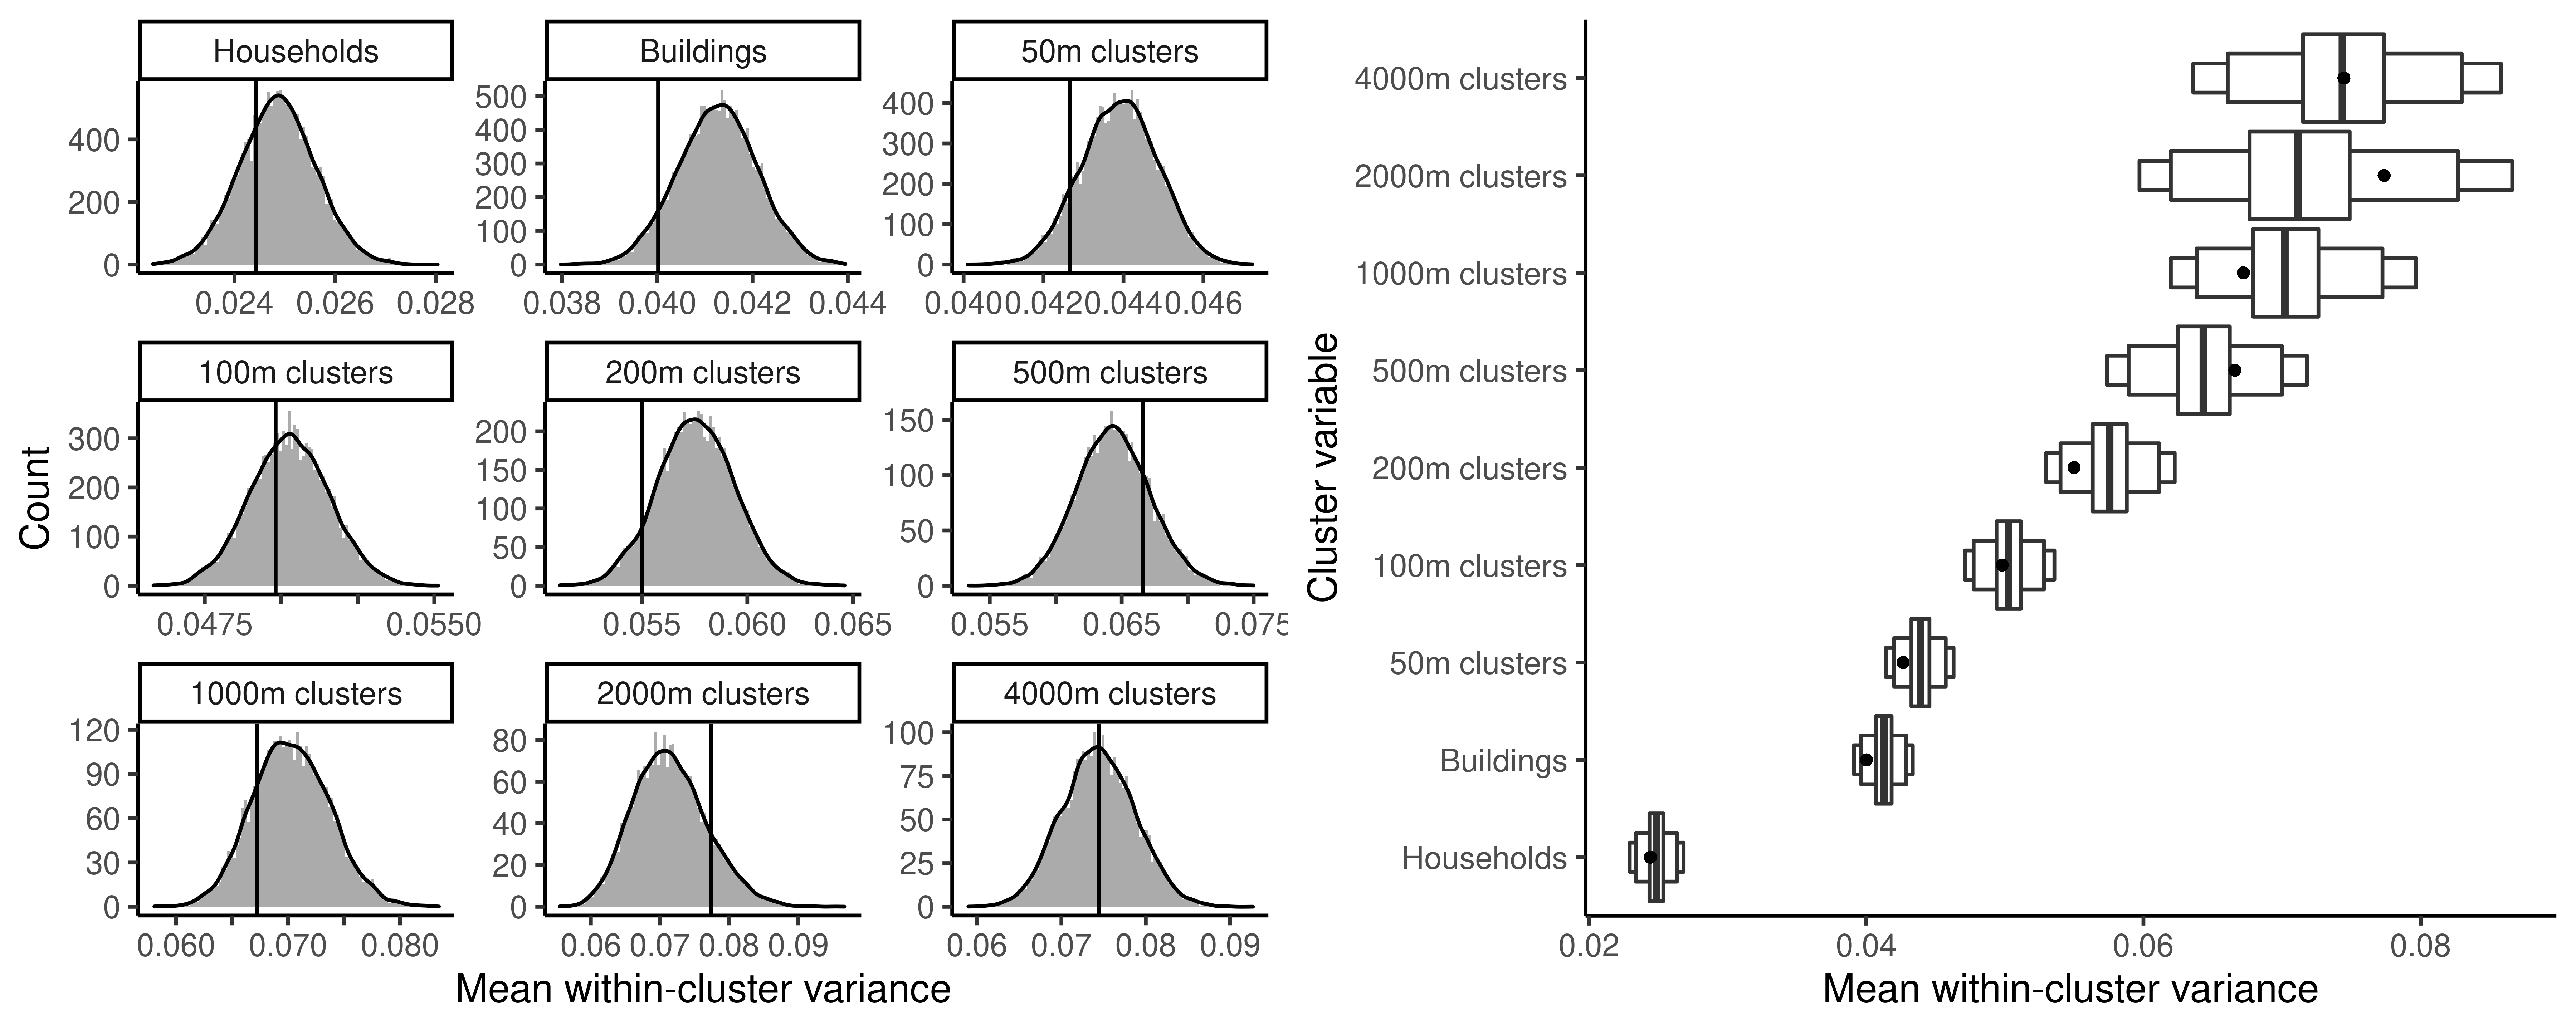 Households
Buildings
50m clusters
400
200
0
500
400
300
200
100
0
400
300
200
100
0
0.024 0.026 0.028
0.038 0.040 0.042 0.044
0.040 0.042 0.044 0.046
100m clusters
200m clusters
500m clusters
300
200
100
0
200
150
100
50
0
150
100
50
0
0.0475 0.0550
0.055 0.060 0.065
0.055 0.065 0.075
1000m clusters
2000m clusters
4000m clusters
120
90
60
30
0
80
60
40
20
0
100
75
50
25
0
0.060 0.070 0.080
0.06 0.07 0.08 0.09
0.06 0.07 0.08 0.09
Count
Mean within-cluster variance
Cluster variable
4000m clusters
2000m clusters
1000m clusters
500m clusters
200m clusters
100m clusters
50m clusters
Buildings
Households
0.02 0.04 0.06 0.08
Mean within-cluster variance